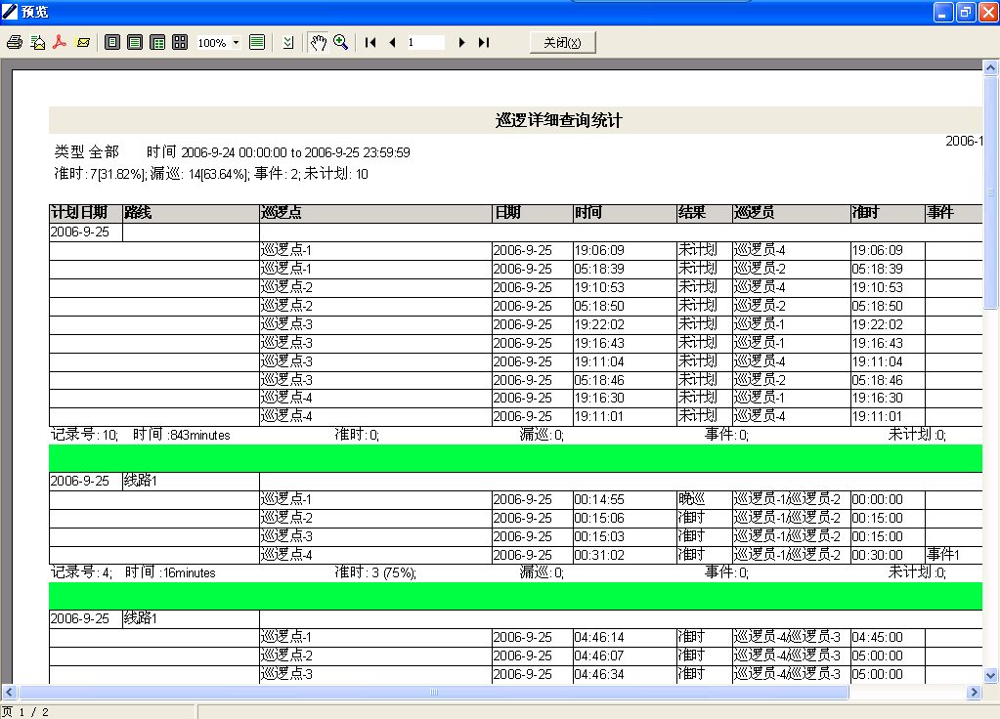 预览
100%
1
关闭(X)
巡逻详细查询统计
2006-1
类型 全部 时间 2006-9-24 00:00:00 to 2006-9-25 23:59:59
准时: 7[31.82%]; 漏巡: 14[63.64%]; 事件: 2; 未计划: 10
计划日期 路线 巡逻点 日期 时间 结果 巡逻员 准时 事件
2006-9-25
巡逻点-1 2006-9-25 19:06:09 未计划 巡逻员-4 19:06:09
巡逻点-1 2006-9-25 05:18:39 未计划 巡逻员-2 05:18:39
巡逻点-2 2006-9-25 19:10:53 未计划 巡逻员-4 19:10:53
巡逻点-2 2006-9-25 05:18:50 未计划 巡逻员-2 05:18:50
巡逻点-3 2006-9-25 19:22:02 未计划 巡逻员-1 19:22:02
巡逻点-3 2006-9-25 19:16:43 未计划 巡逻员-1 19:16:43
巡逻点-3 2006-9-25 19:11:04 未计划 巡逻员-4 19:11:04
巡逻点-3 2006-9-25 05:18:46 未计划 巡逻员-2 05:18:46
巡逻点-4 2006-9-25 19:16:30 未计划 巡逻员-1 19:16:30
巡逻点-4 2006-9-25 19:11:01 未计划 巡逻员-4 19:11:01
记录号: 10; 时间 :843minutes 准时: 0; 漏巡: 0; 事件: 0; 未计划 :0;
2006-9-25 线路1
巡逻点-1 2006-9-25 00:14:55 晚巡 巡逻员-1/巡逻员-2 00:00:00
巡逻点-2 2006-9-25 00:15:06 准时 巡逻员-1/巡逻员-2 00:15:00
巡逻点-3 2006-9-25 00:15:03 准时 巡逻员-1/巡逻员-2 00:15:00
巡逻点-4 2006-9-25 00:31:02 准时 巡逻员-1/巡逻员-2 00:30:00 事件1
记录号: 4; 时间 :16minutes 准时: 3 (75%); 漏巡: 0; 事件: 0; 未计划 :0;
2006-9-25 线路1
巡逻点-1 2006-9-25 04:46:14 准时 巡逻员-4/巡逻员-3 04:45:00
巡逻点-2 2006-9-25 04:46:07 准时 巡逻员-4/巡逻员-3 05:00:00
巡逻点-3 2006-9-25 04:46:34 准时 巡逻员-4/巡逻员-3 05:00:00
页 1 / 2